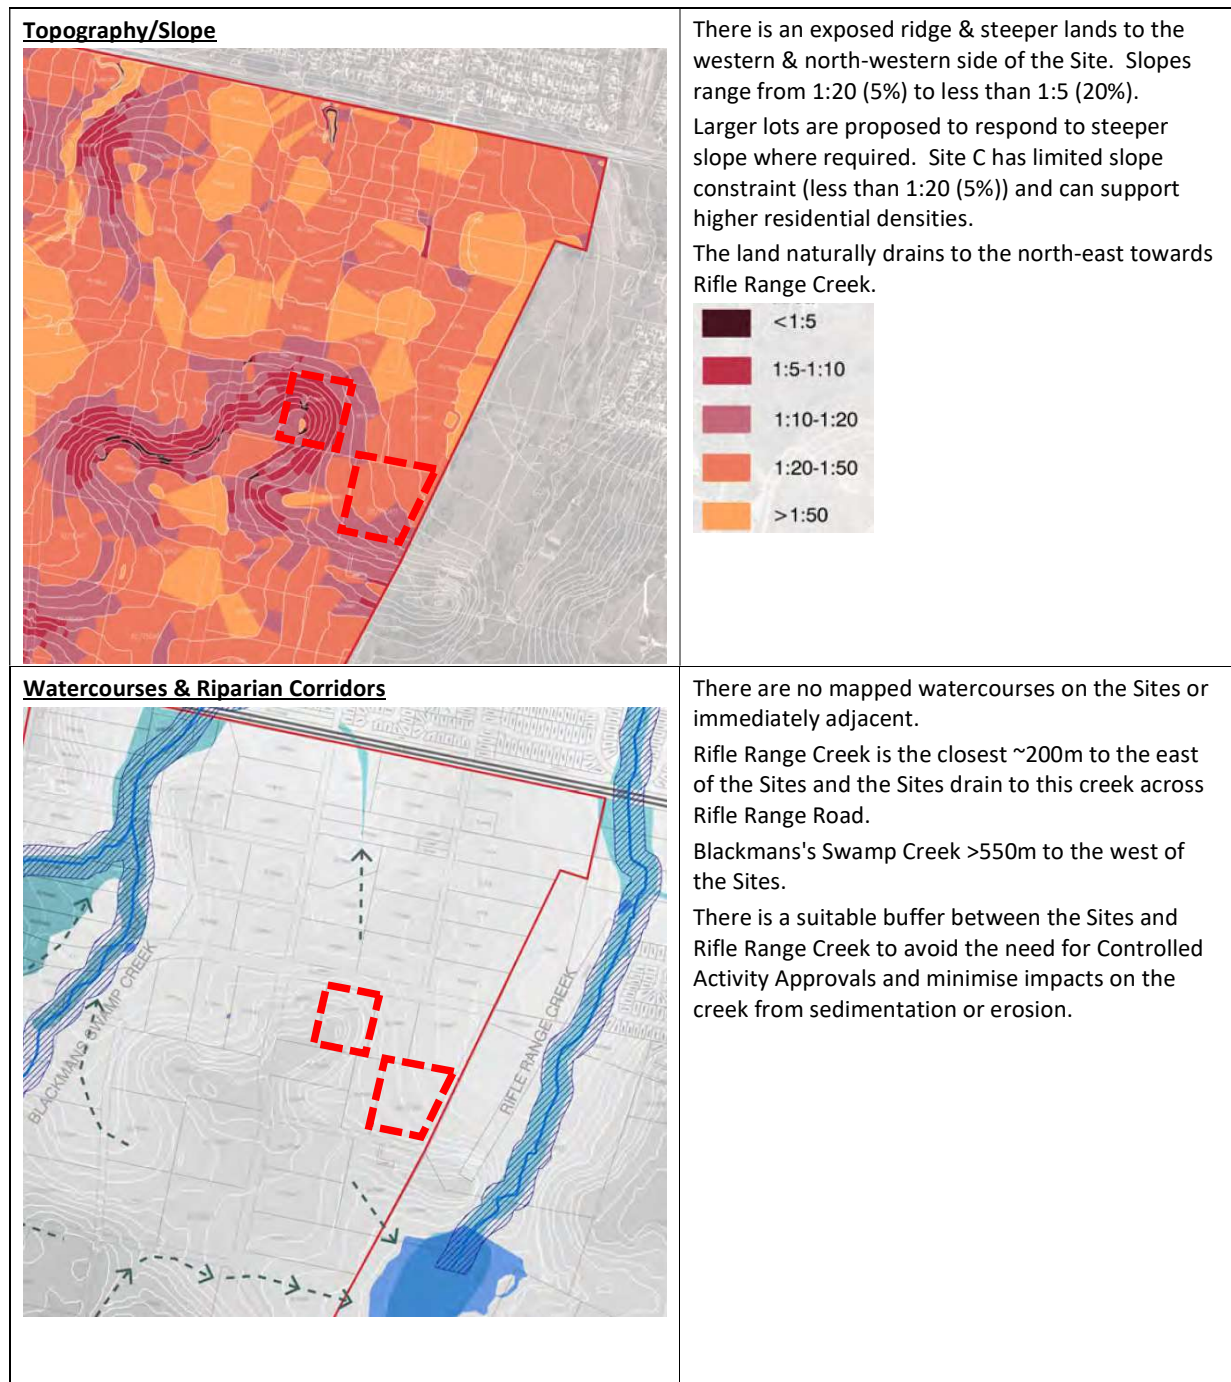 Topography/Slope
There is an exposed ridge & steeper lands to the
western & north-western side of the Site.  Slopes
range from 1:20 (5%) to less than 1:5 (20%).
Larger lots are proposed to respond to steeper
slope where required.  Site C has limited slope
constraint (less than 1:20 (5%)) and can support
higher residential densities.
The land naturally drains to the north-east towards
Rifle Range Creek.
<1:5
1:5-1:10
1:10-1:20
1:20-1:50
>1:50
Watercourses & Riparian Corridors
BLACKMANS SWAMP CREEK
RIFLE RANGE CREEK
There are no mapped watercourses on the Sites or
immediately adjacent.
Rifle Range Creek is the closest ~200m to the east
of the Sites and the Sites drain to this creek across
Rifle Range Road.
Blackmans's Swamp Creek >550m to the west of
the Sites.
There is a suitable buffer between the Sites and
Rifle Range Creek to avoid the need for Controlled
Activity Approvals and minimise impacts on the
creek from sedimentation or erosion.